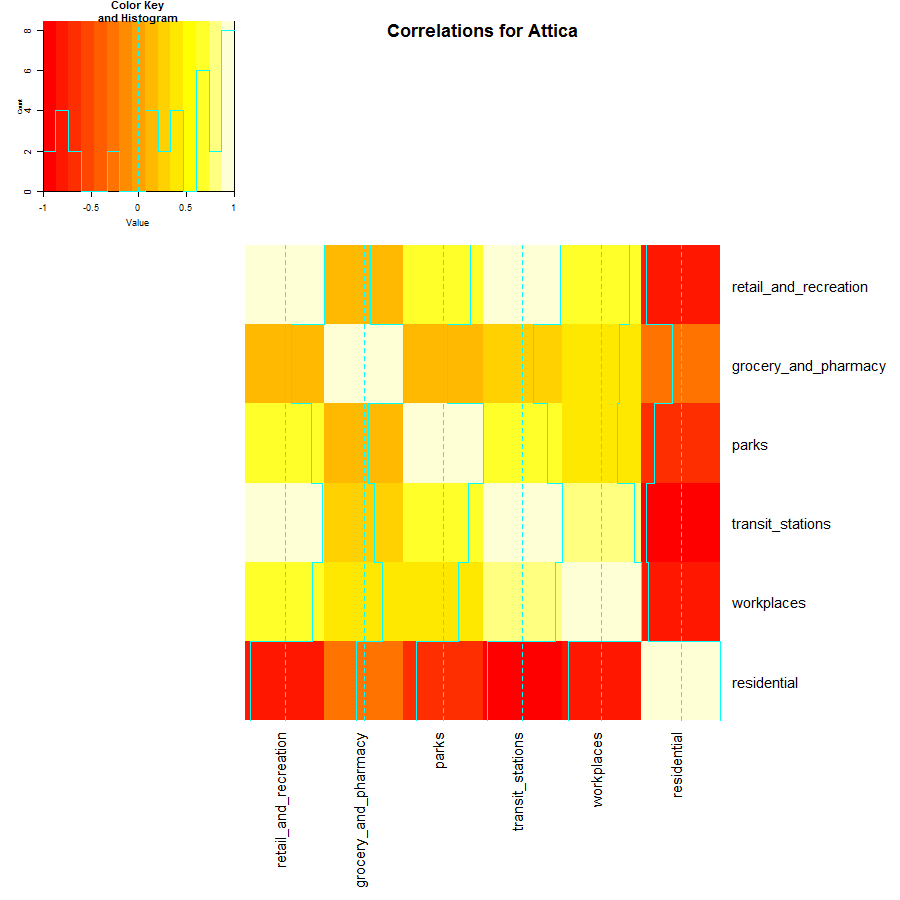 Color Key
and Histogram
Correlations for Attica
Count
0
2
4
6
8
-1
-0.5
0
0.5
1
Value
retail_and_recreation
grocery_and_pharmacy
parks
transit_stations
workplaces
residential
retail_and_recreation
grocery_and_pharmacy
parks
transit_stations
workplaces
residential